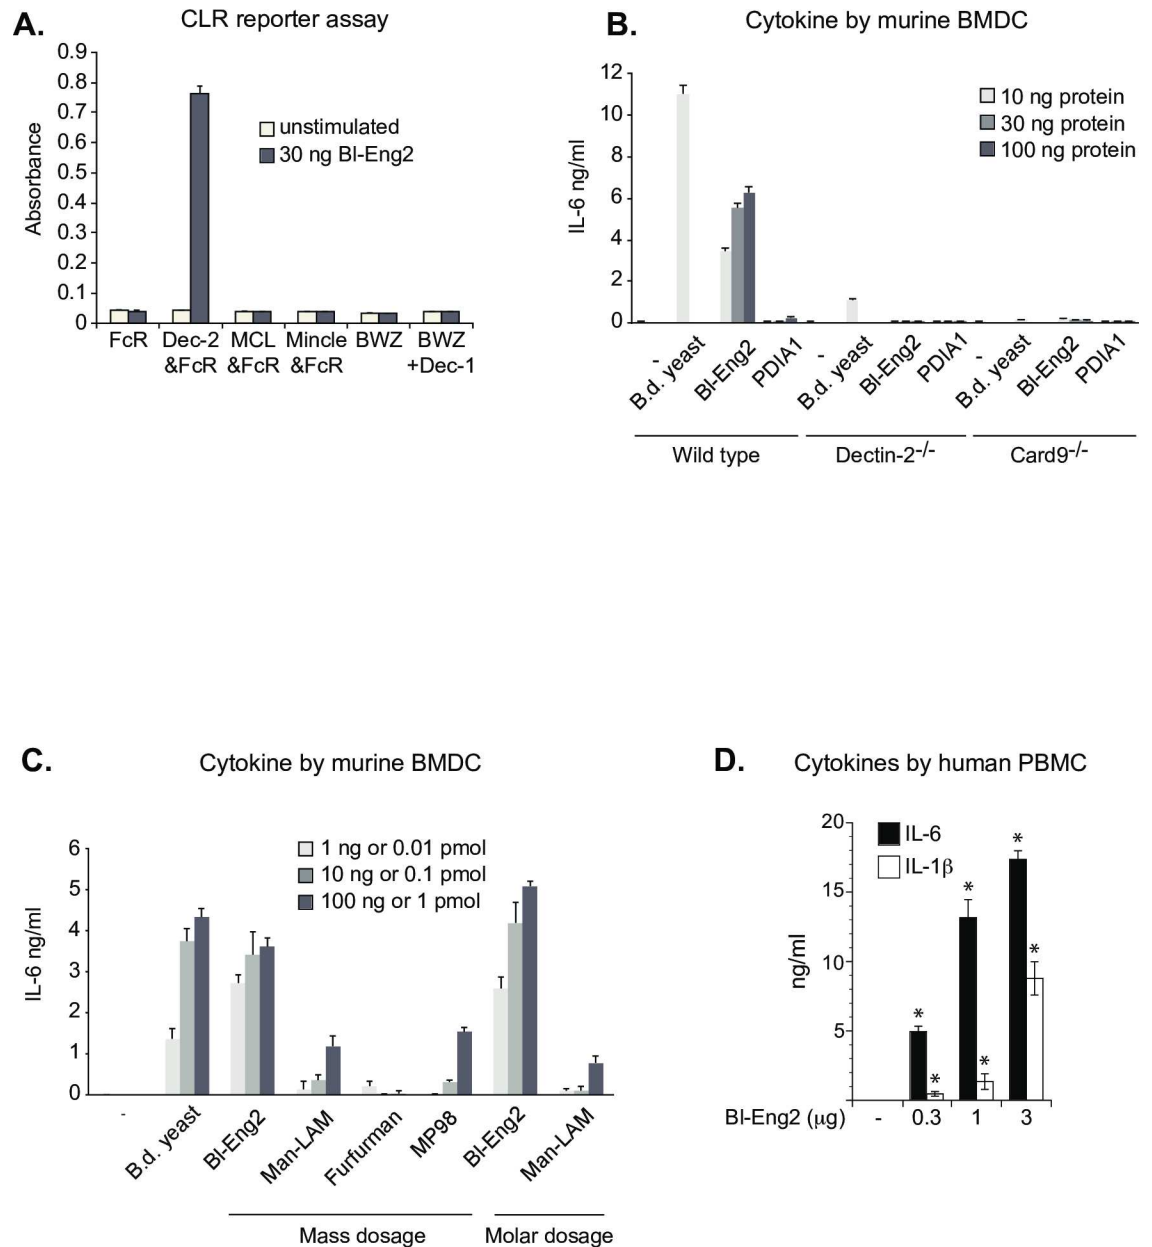 A.
CLR reporter assay
Absorbance
0.9
0.8
0.7
0.6
0.5
0.4
0.3
0.2
0.1
0
unstimulated
30 ng Bl-Eng2
FcR Dec-2 MCL Mincle BWZ BWZ
&FcR &FcR &FcR +Dec-1
B.
Cytokine by murine BMDC
IL-6 ng/ml
12
10
8
6
4
2
0
10 ng protein
30 ng protein
100 ng protein
- B.d. yeast Bl-Eng2 PDIA1 - B.d. yeast Bl-Eng2 PDIA1 - B.d. yeast Bl-Eng2 PDIA1
Wild type Dectin-2-/- Card9-/-
C.
Cytokine by murine BMDC
IL-6 ng/ml
6
5
4
3
2
1
0
1 ng or 0.01 pmol
10 ng or 0.1 pmol
100 ng or 1 pmol
- B.d. yeast Bl-Eng2 Man-LAM Furfurman MP98 Bl-Eng2 Man-LAM
Mass dosage Molar dosage
D.
Cytokines by human PBMC
ng/ml
20
15
10
5
IL-6
IL-1β
* * * * * *
Bl-Eng2 (µg) - 0.3 1 3